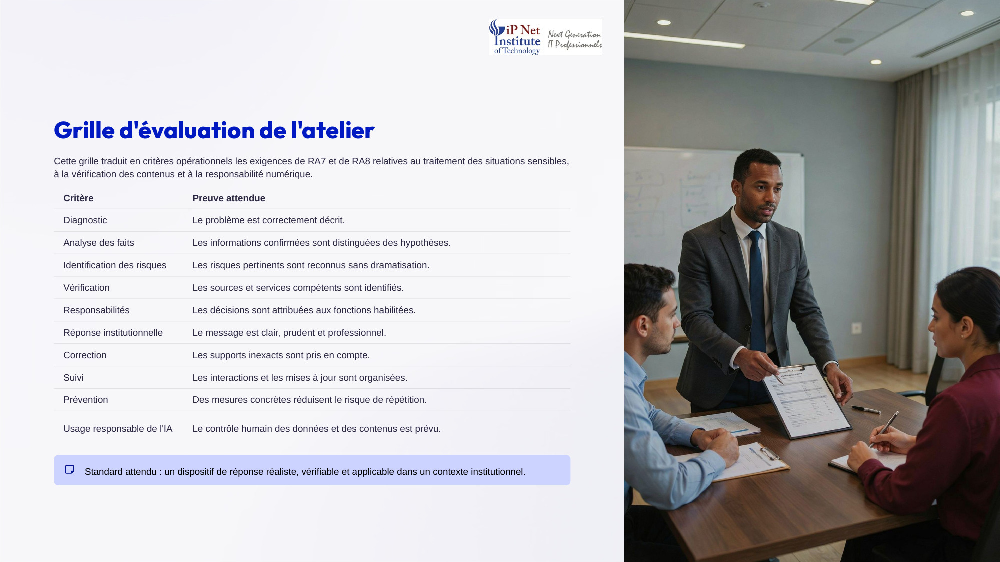 iP Net
Institute
of Technology
Next Generation
IT Professionnels
Grille d'évaluation de l'atelier
Cette grille traduit en critères opérationnels les exigences de RA7 et de RA8 relatives au traitement des situations sensibles,
à la vérification des contenus et à la responsabilité numérique.
Critère Preuve attendue
Diagnostic Le problème est correctement décrit.
Analyse des faits Les informations confirmées sont distinguées des hypothèses.
Identification des risques Les risques pertinents sont reconnus sans dramatisation.
Vérification Les sources et services compétents sont identifiés.
Responsabilités Les décisions sont attribuées aux fonctions habilitées.
Réponse institutionnelle Le message est clair, prudent et professionnel.
Correction Les supports inexacts sont pris en compte.
Suivi Les interactions et les mises à jour sont organisées.
Prévention Des mesures concrètes réduisent le risque de répétition.
Usage responsable de l'IA Le contrôle humain des données et des contenus est prévu.
Standard attendu : un dispositif de réponse réaliste, vérifiable et applicable dans un contexte institutionnel.